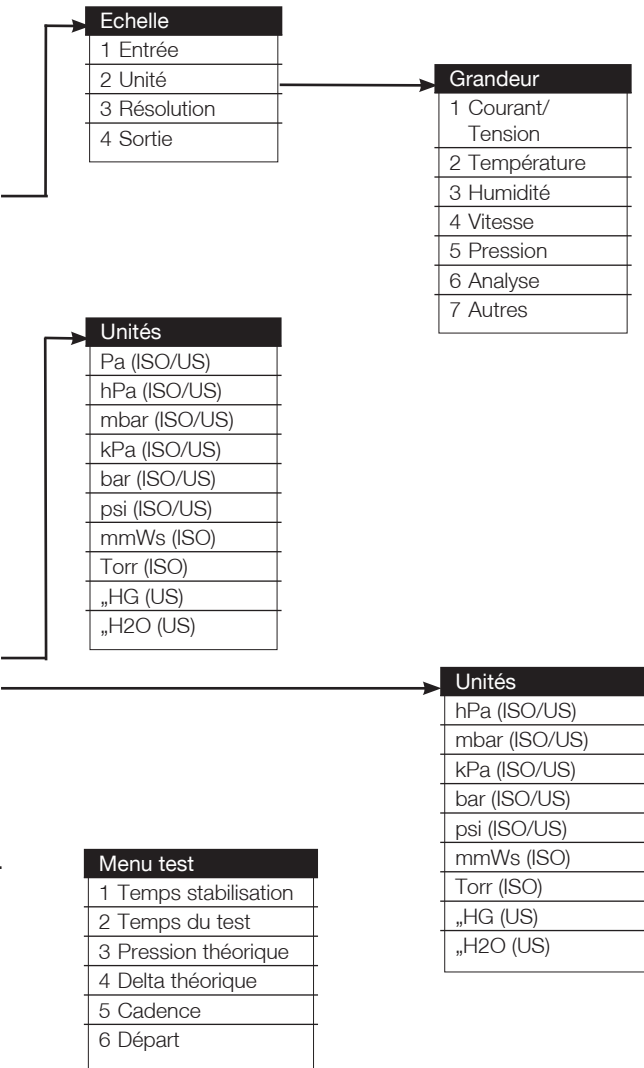 Echelle
1 Entrée
2 Unité
3 Résolution
4 Sortie
Grandeur
1 Courant/
Tension
2 Température
3 Humidité
4 Vitesse
5 Pression
6 Analyse
7 Autres
Unités
Pa (ISO/US)
hPa (ISO/US)
mbar (ISO/US)
kPa (ISO/US)
bar (ISO/US)
psi (ISO/US)
mmWs (ISO)
Torr (ISO)
„HG (US)
„H2O (US)
Unités
hPa (ISO/US)
mbar (ISO/US)
kPa (ISO/US)
bar (ISO/US)
psi (ISO/US)
mmWs (ISO)
Torr (ISO)
„HG (US)
„H2O (US)
Menu test
1 Temps stabilisation
2 Temps du test
3 Pression théorique
4 Delta théorique
5 Cadence
6 Départ